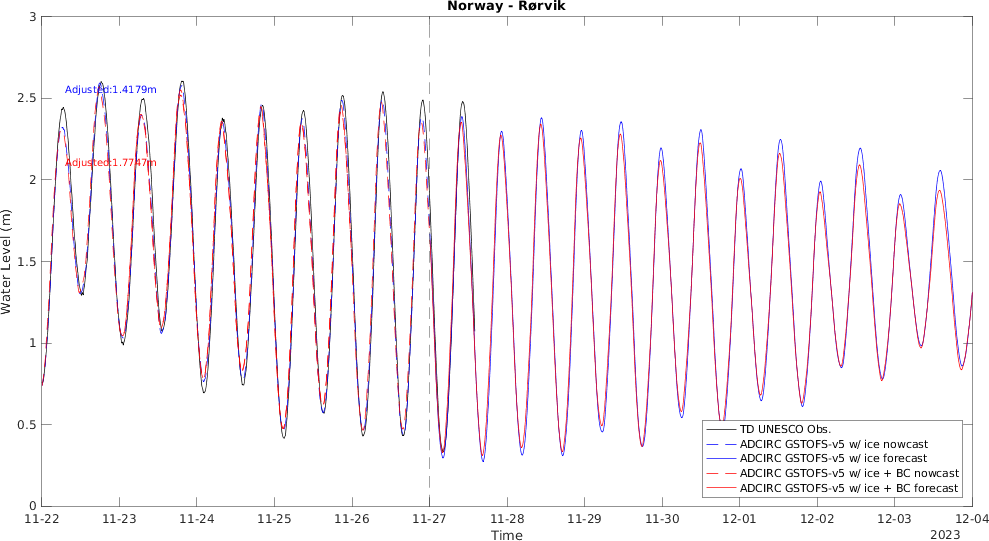 Norway - Rørvik
3
2.5
2
1.5
1
0.5
0
Water Level (m)
Adjusted:1.4179m
Adjusted:1.7747m
TD UNESCO Obs.
ADCIRC GSTOFS-v5 w/ ice nowcast
ADCIRC GSTOFS-v5 w/ ice forecast
ADCIRC GSTOFS-v5 w/ ice + BC nowcast
ADCIRC GSTOFS-v5 w/ ice + BC forecast
11-22 11-23 11-24 11-25 11-26 11-27 11-28 11-29 11-30 12-01 12-02 12-03 12-04
Time
2023